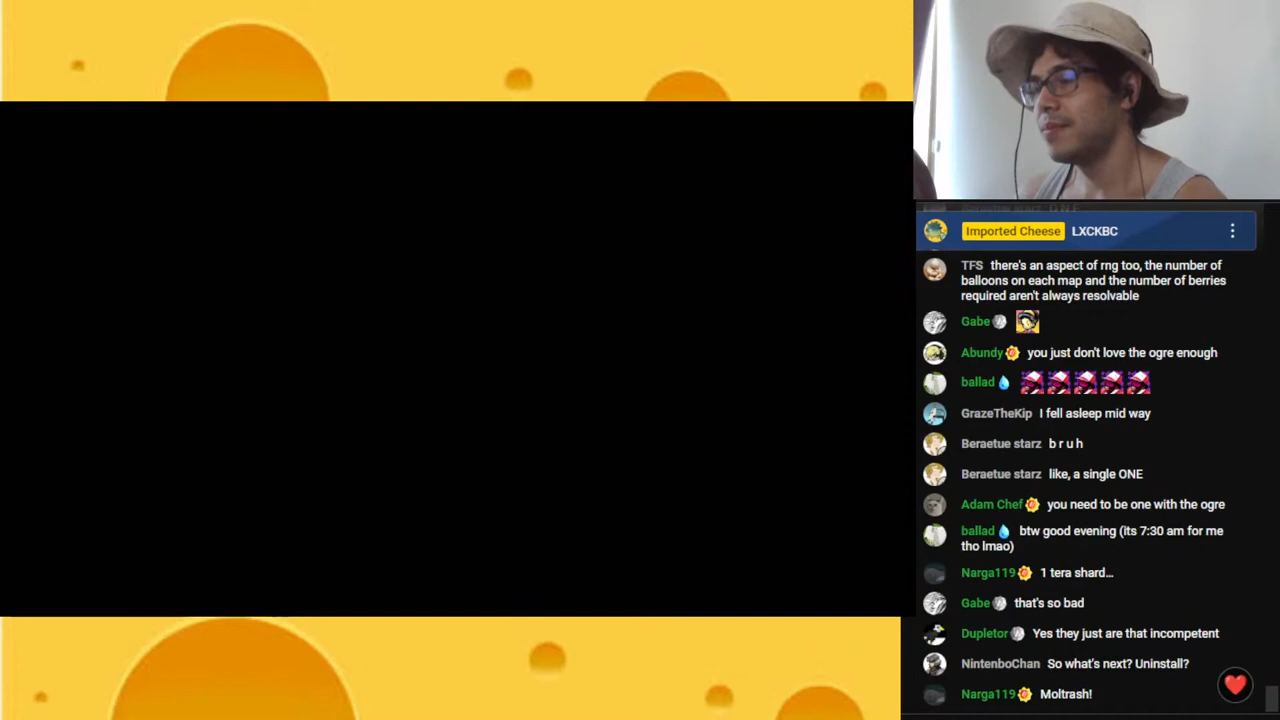 Imported Cheese LXCKBC
TFS there's an aspect of rng too, the number of
balloons on each map and the number of berries
required aren't always resolvable
Gabe
Abundy you just don't love the ogre enough
ballad
GrazeTheKip I fell asleep mid way
Beraetue starz b r u h
Beraetue starz like, a single ONE
Adam Chef you need to be one with the ogre
ballad btw good evening (its 7:30 am for me
tho lmao)
Narga119 1 tera shard...
Gabe that's so bad
Dupletor Yes they just are that incompetent
NintenboChan So what's next? Uninstall?
Narga119 Moltrash!